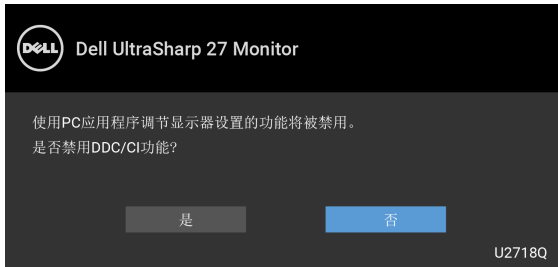 DELL
Dell UltraSharp 27 Monitor
使用PC应用程序调节显示器设置的功能将被禁用。
是否禁用DDC/CI功能?
是
否
U2718Q